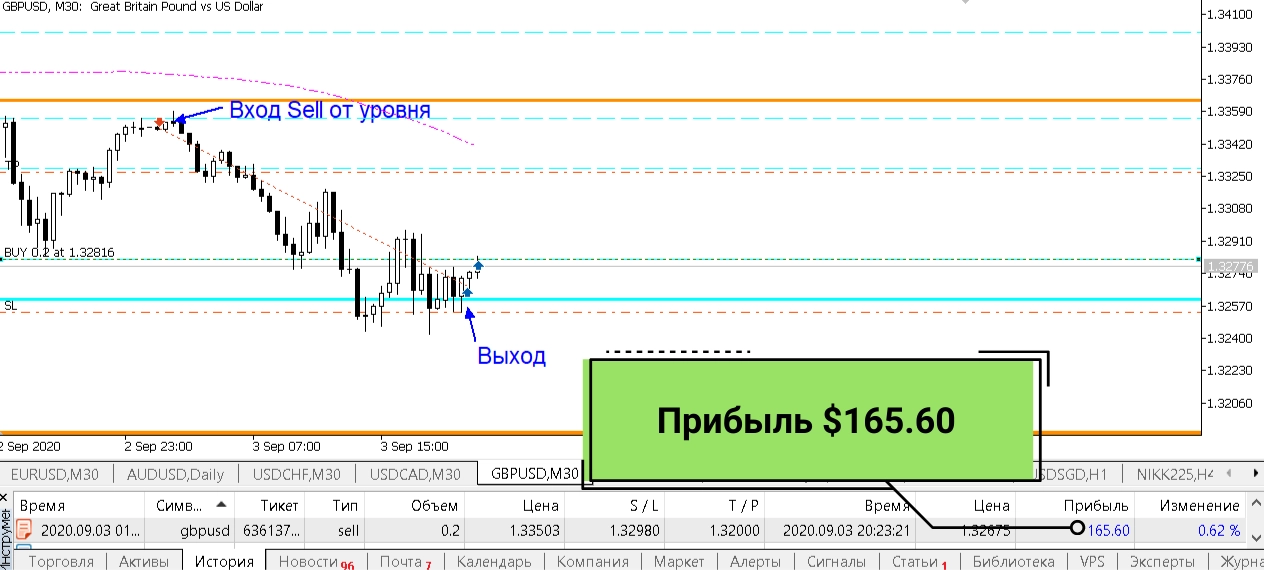 GBPUSD, M30: Great Britain Pound vs US Dollar
1.34100
1.33930
1.33760
Вход Sell от уровня
1.33590
1.33420
TP
1.33250
1.33080
1.32910
BUY 0.2 at 1.32816
1.32776
1.32740
SL
1.32570
1.32400
Выход
1.32230
Прибыль $165.60
1.32060
2 Sep 2020 2 Sep 23:00 3 Sep 07:00 3 Sep 15:00
EURUSD,M30 AUDUSD,Daily USDCHF,M30 USDCAD,M30 GBPUSD,M30 USDSGD,H1 NIKK225,H4
Время Симв... Тикет Тип Объем Цена S / L T / P Время Цена Прибыль Изменение
2020.09.03 01... gbpusd 636137... sell 0.2 1.33503 1.32980 1.32000 2020.09.03 20:23:21 1.32675 165.60 0.62 %
Торговля Активы История Новости 96 Почта 7 Календарь Компания Маркет Алерты Сигналы Статьи 1 Библиотека VPS Эксперты Журна